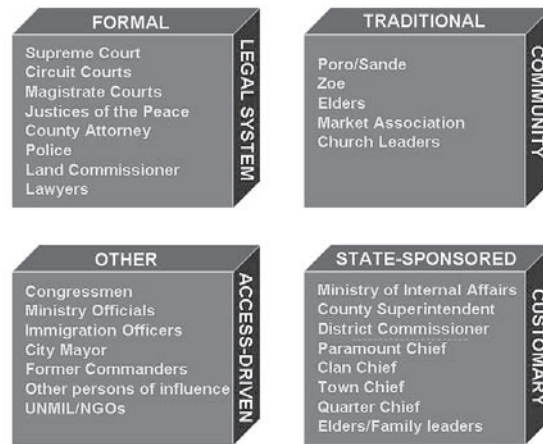 FORMAL
LEGAL SYSTEM
Supreme Court
Circuit Courts
Magistrate Courts
Justices of the Peace
County Attorney
Police
Land Commissioner
Lawyers
TRADITIONAL
COMMUNITY
Poro/Sande
Zoe
Elders
Market Association
Church Leaders
OTHER
ACCESS-DRIVEN
Congressmen
Ministry Officials
Immigration Officers
City Mayor
Former Commanders
Other persons of influence
UNMIL/NGOs
STATE-SPONSORED
CUSTOMARY
Ministry of Internal Affairs
County Superintendent
District Commissioner
Paramount Chief
Clan Chief
Town Chief
Quarter Chief
Elders/Family leaders